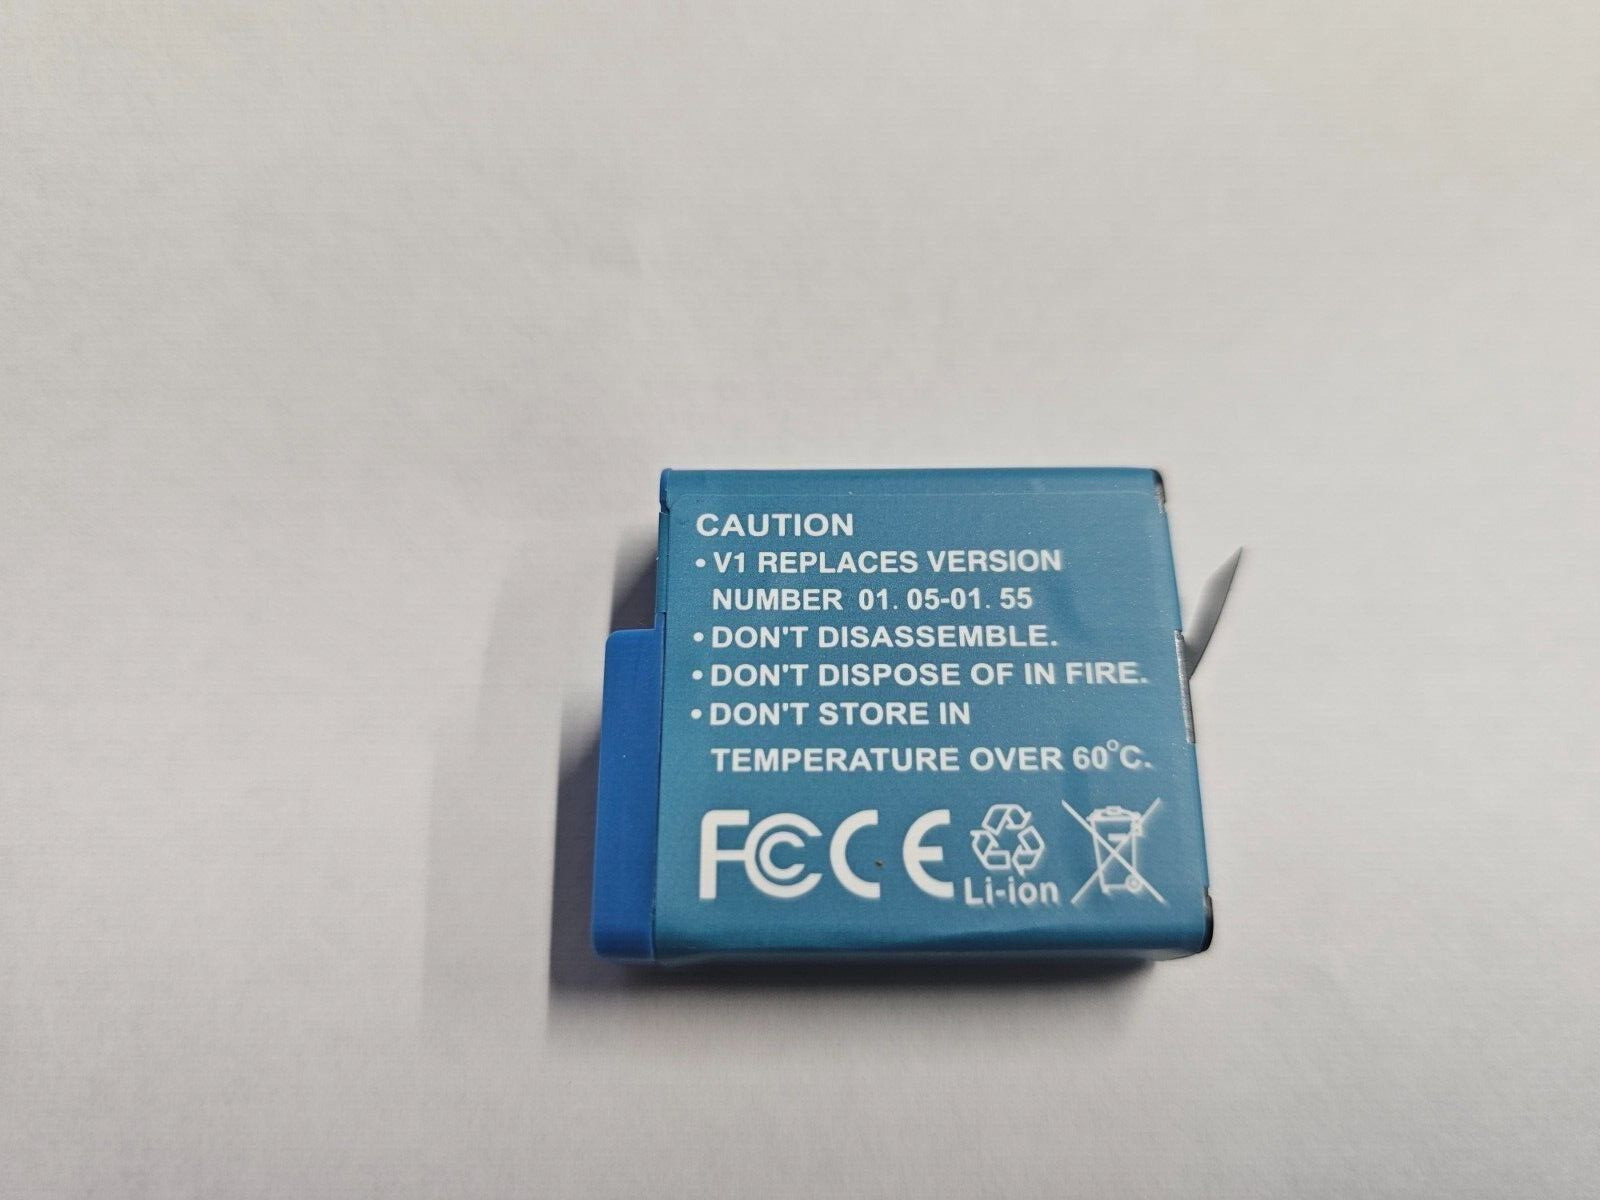 CAUTION
• V1 REPLACES VERSION
NUMBER 01. 05-01. 55
• DON'T DISASSEMBLE.
• DON'T DISPOSE OF IN FIRE.
• DON'T STORE IN
TEMPERATURE OVER 60°C.
FC CE
Li-ion